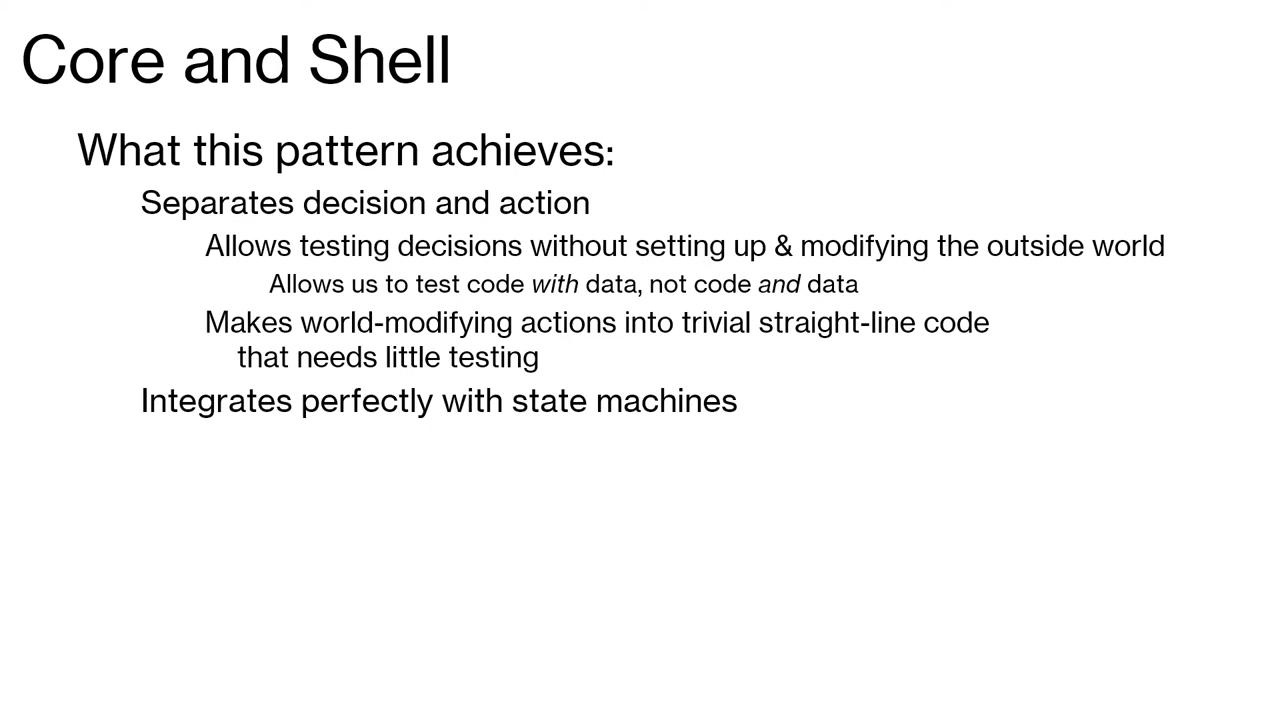 Core and Shell
What this pattern achieves:
Separates decision and action
Allows testing decisions without setting up & modifying the outside world
Allows us to test code with data, not code and data
Makes world-modifying actions into trivial straight-line code
that needs little testing
Integrates perfectly with state machines